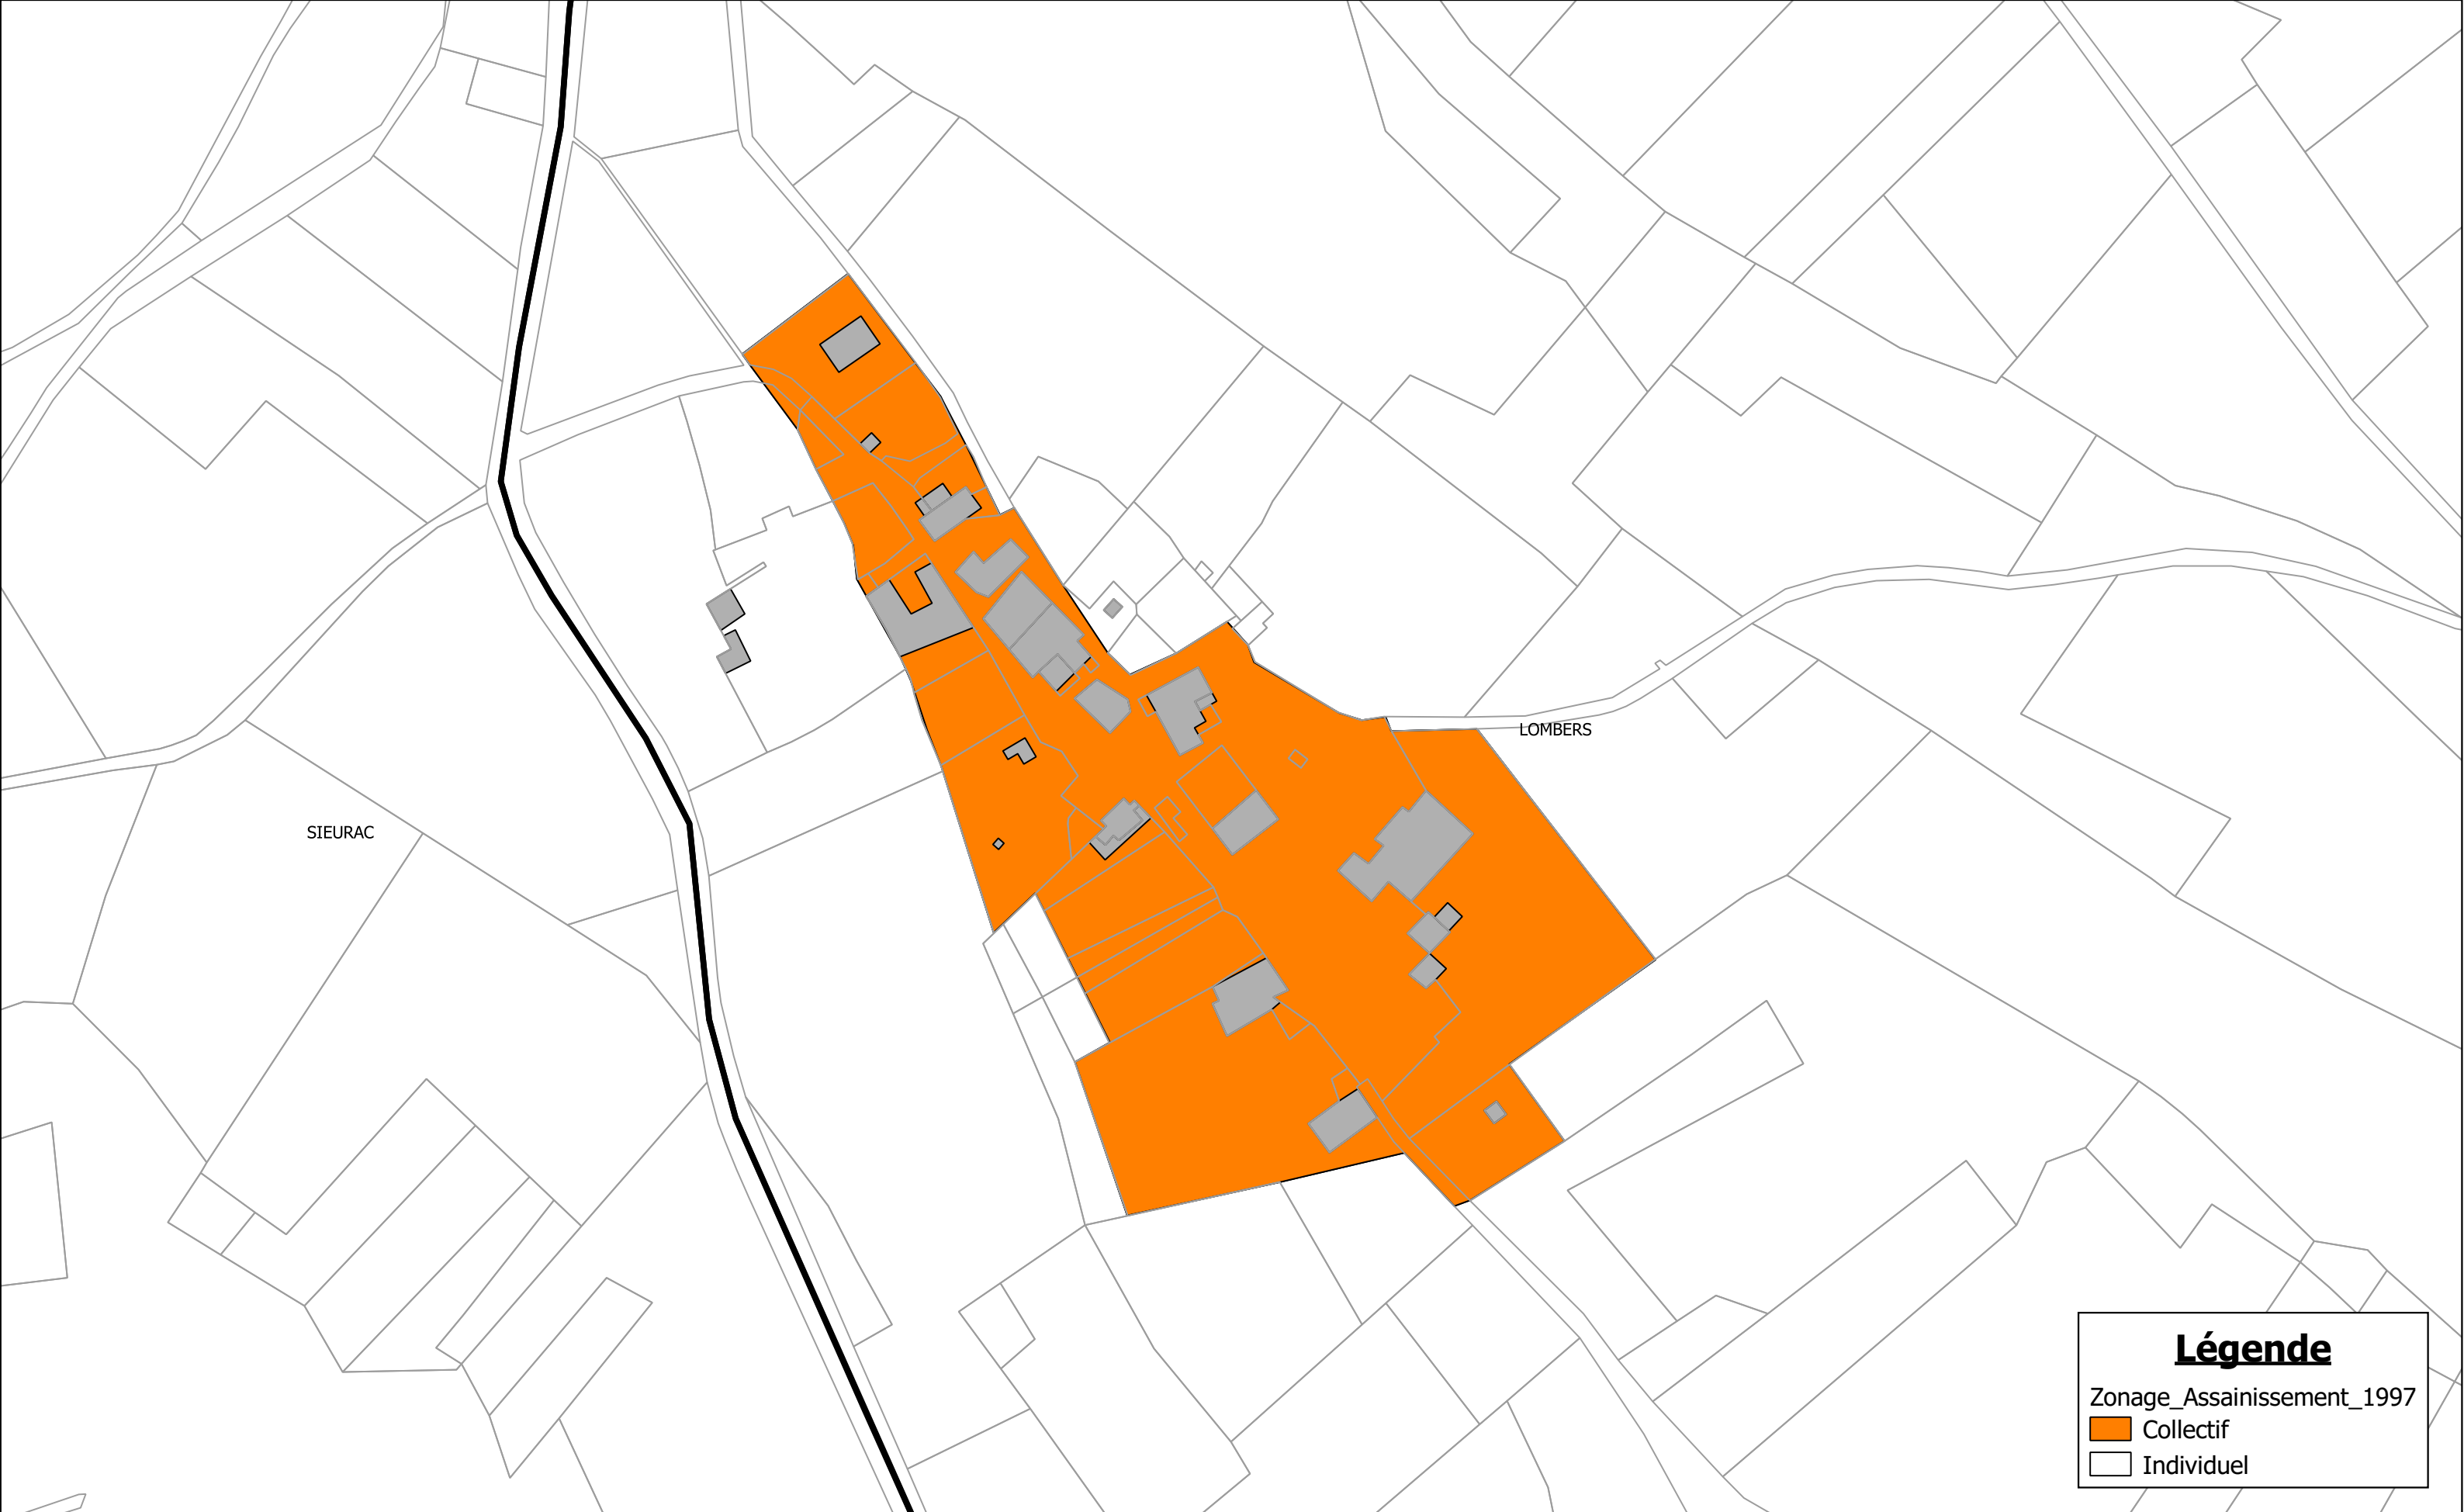 LOMBERS
SIEURAC
Légende
Zonage_Assainissement_1997
Collectif
Individuel